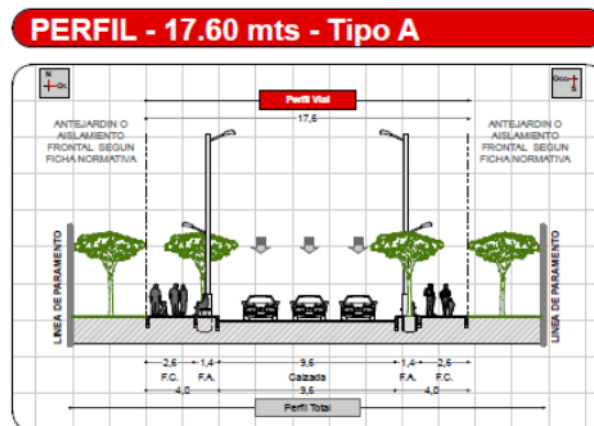 PERFIL - 17.60 mts - Tipo A
N
Oc.
Occ.
S
Perfil Vial
17,6
ANTEJARDIN O
AISLAMIENTO
FRONTAL SEGUN
FICHA NORMATIVA
ANTEJARDIN O
AISLAMIENTO
FRONTAL SEGUN
FICHA NORMATIVA
LINEA DE PARAMENTO
LINEA DE PARAMENTO
2,6 1,4 9,6 1,4 2,6
F.C. F.A. Calzada F.A. F.C.
4,0 9,6 4,0
Perfil Total